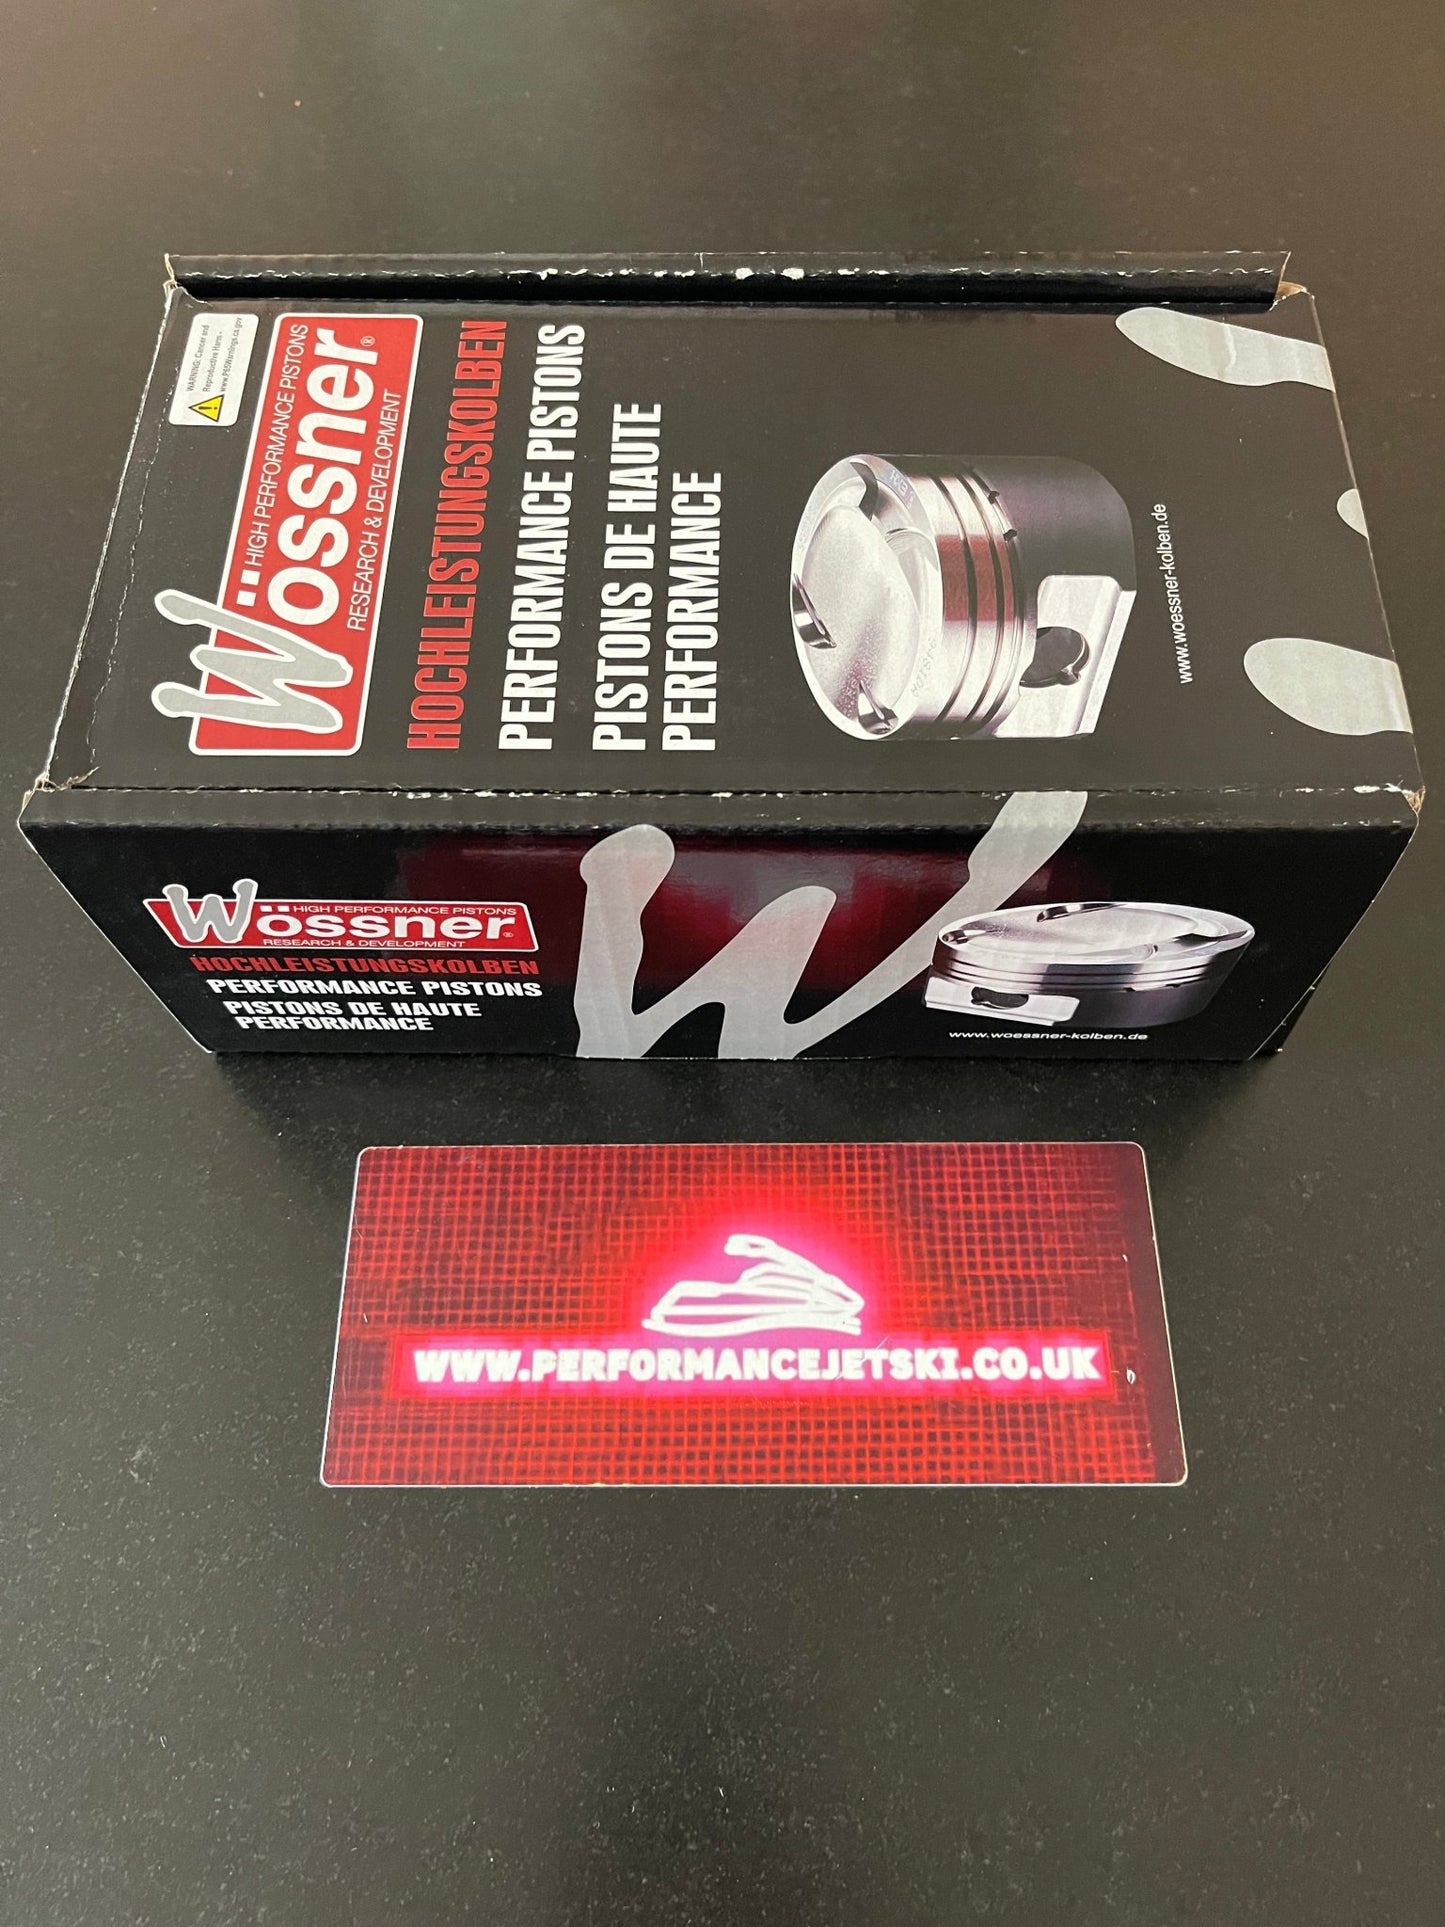 WARNING: Cancer and
Reproductive Harm -
www.P65Warnings.ca.gov
HIGH PERFORMANCE PISTONS
Wössner®
RESEARCH & DEVELOPMENT
HOCHLEISTUNGSKOLBEN
PERFORMANCE PISTONS
PISTONS DE HAUTE
PERFORMANCE
www.woessner-kolben.de
HIGH PERFORMANCE PISTONS
Wössner®
RESEARCH & DEVELOPMENT
HOCHLEISTUNGSKOLBEN
PERFORMANCE PISTONS
PISTONS DE HAUTE
PERFORMANCE
www.woessner-kolben.de
WWW.PERFORMANCEJETSKI.CO.UK